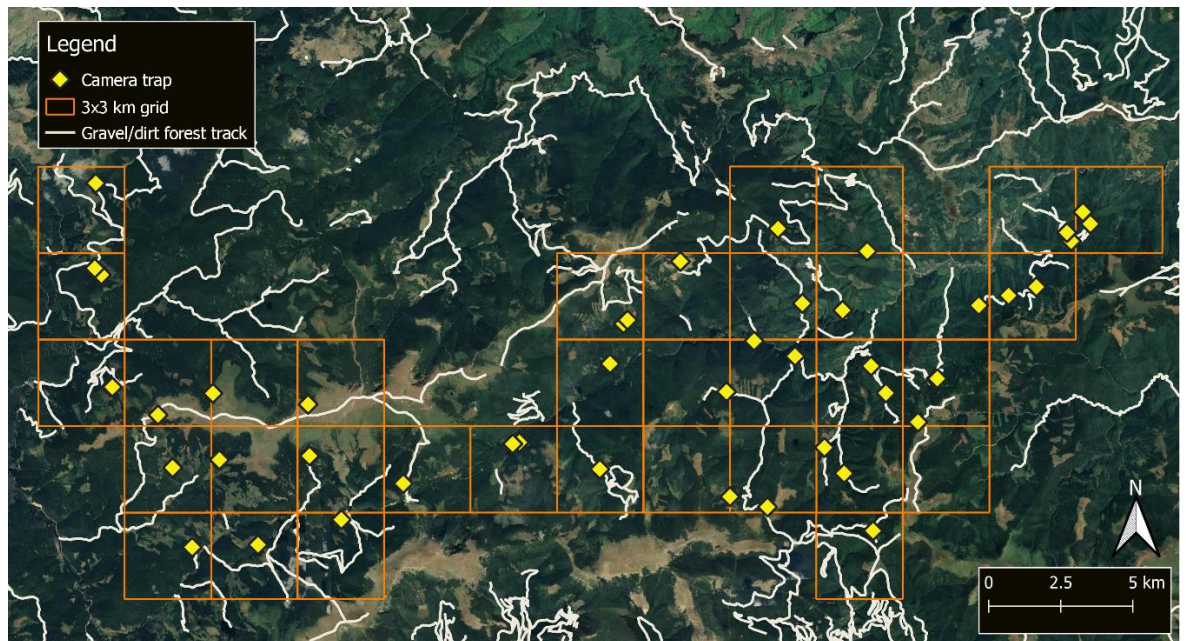 Legend
Camera trap
3x3 km grid
Gravel/dirt forest track
N
0 2.5 5 km